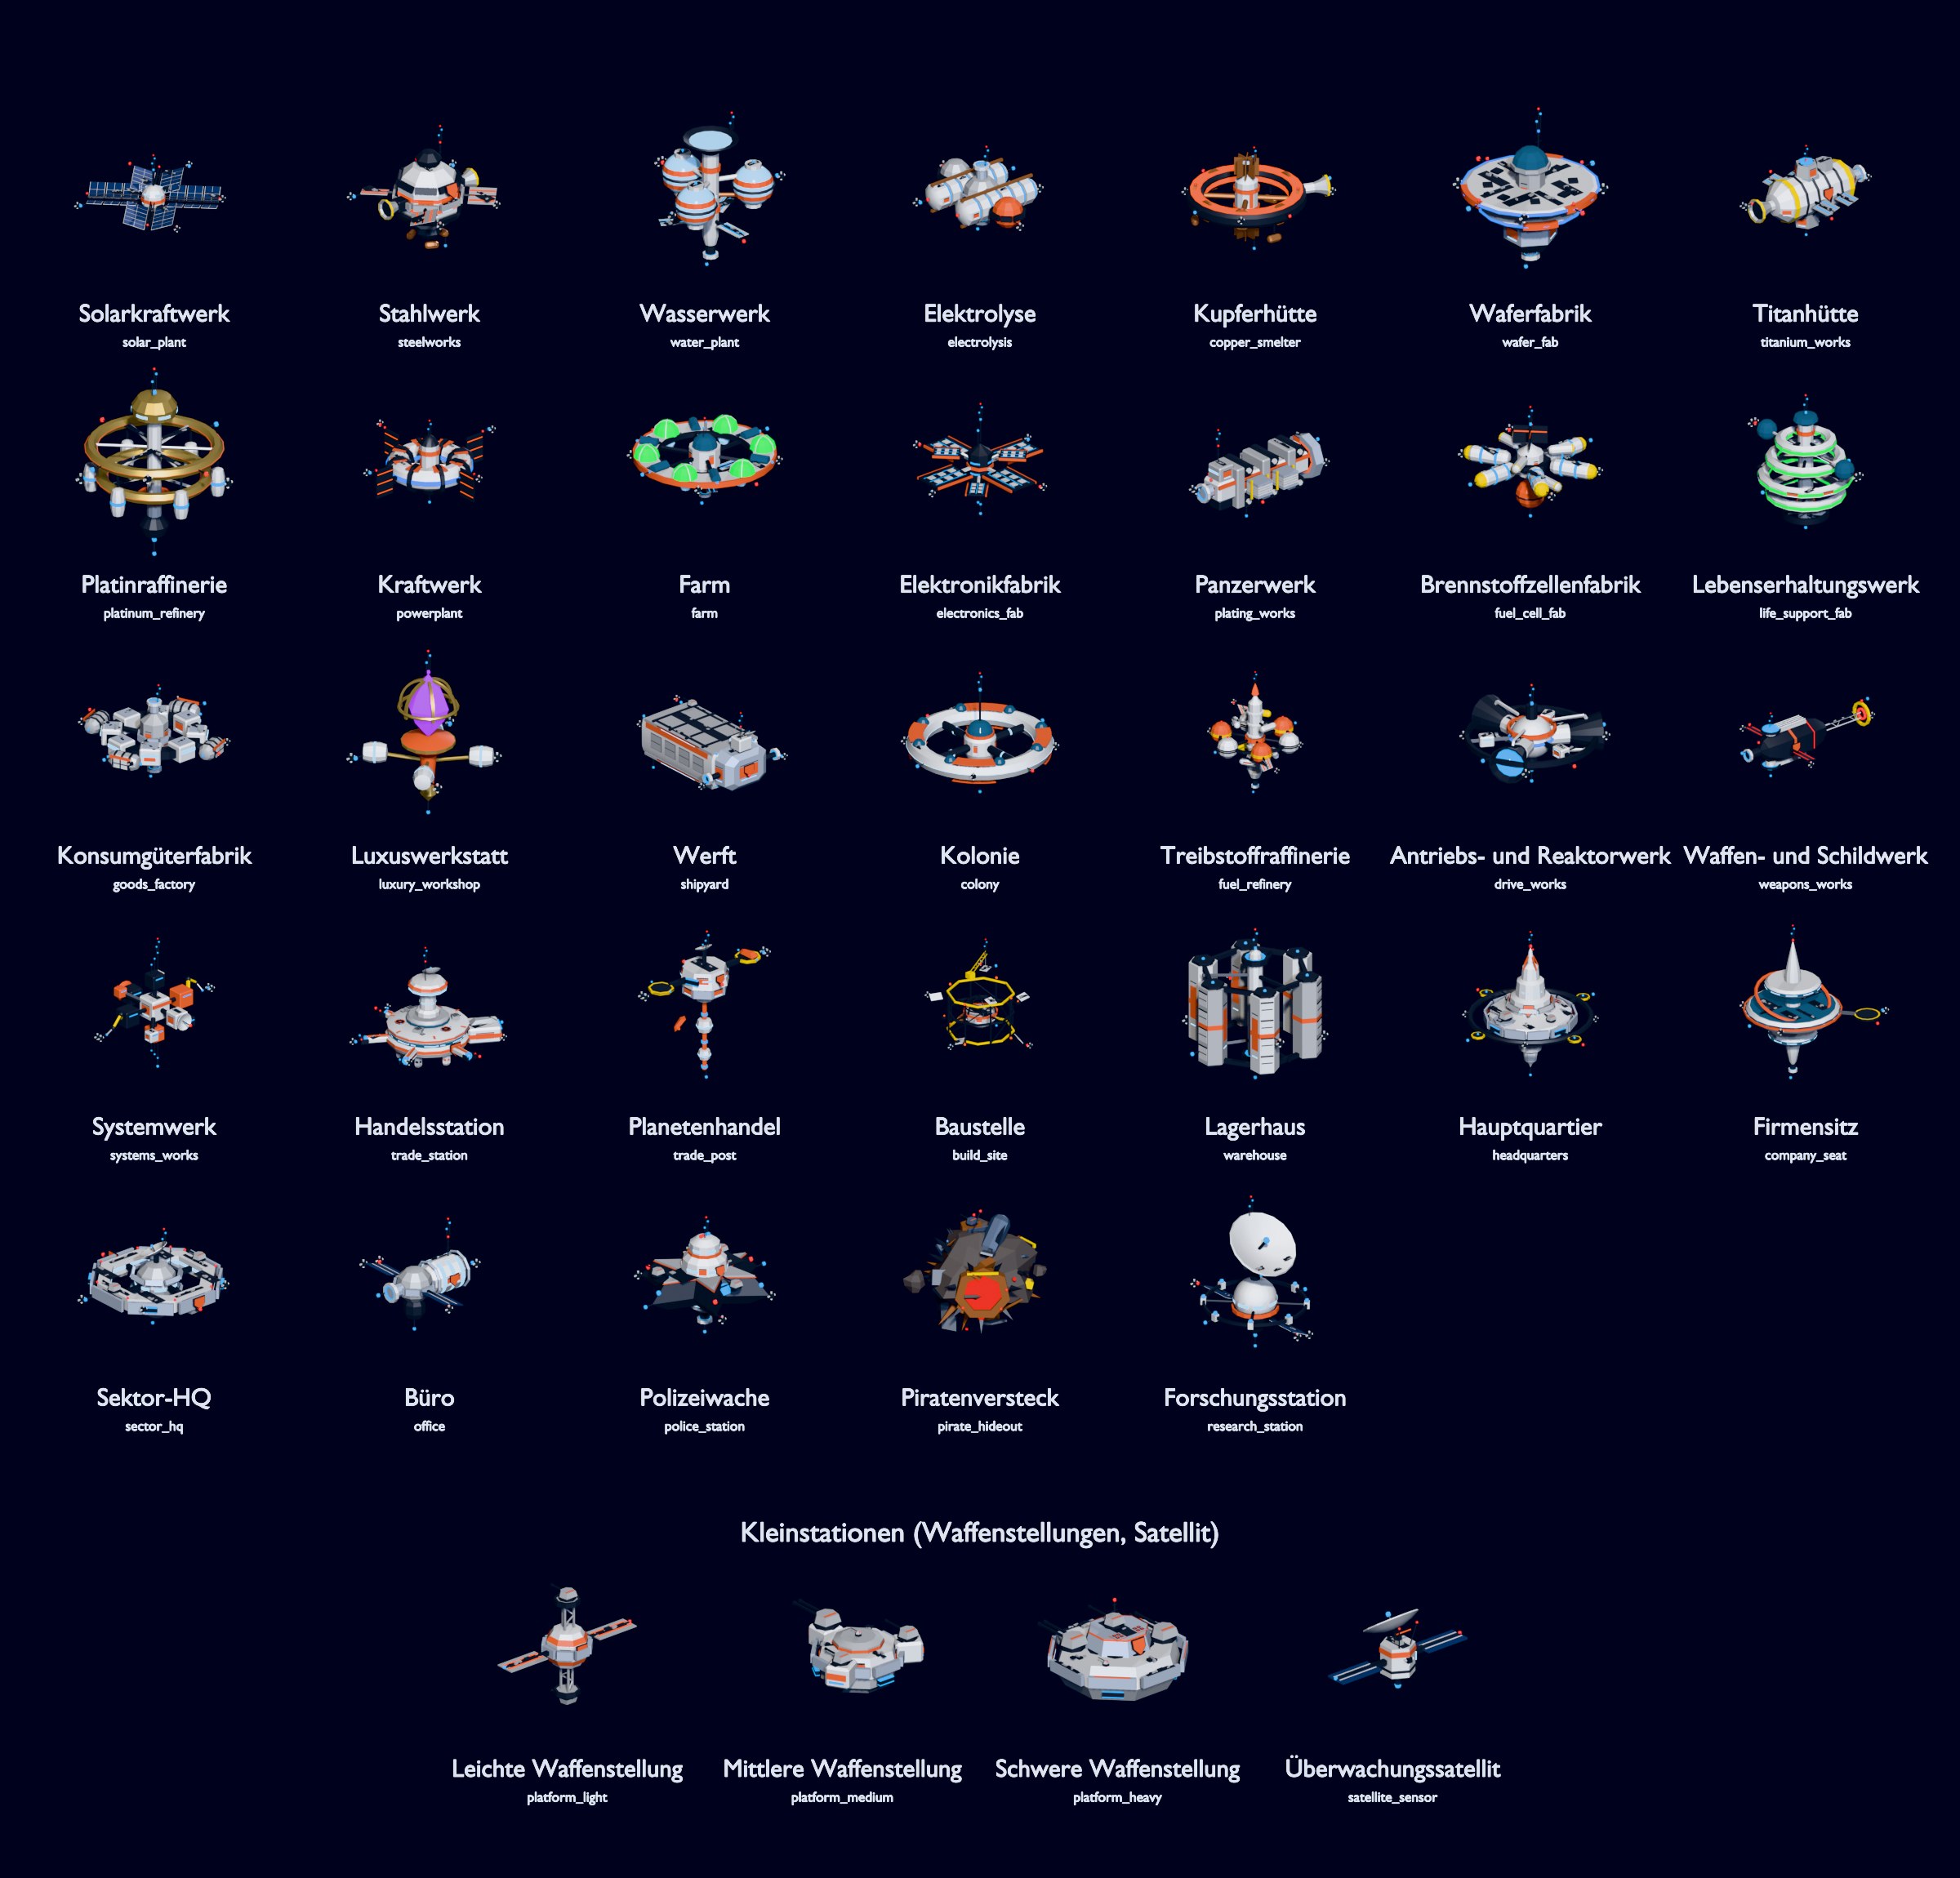 Solarkraftwerk Stahlwerk Wasserwerk Elektrolyse Kupferhütte Waferfabrik Titanhütte
solar_plant steelworks water_plant electrolysis copper_smelter wafer_fab titanium_works
Platinraffinerie Kraftwerk Farm Elektronikfabrik Panzerwerk Brennstoffzellenfabrik Lebenserhaltungswerk
platinum_refinery powerplant farm electronics_fab plating_works fuel_cell_fab life_support_fab
Konsumgüterfabrik Luxuswerkstatt Werft Kolonie Treibstoffraffinerie Antriebs- und Reaktorwerk Waffen- und Schildwerk
goods_factory luxury_workshop shipyard colony fuel_refinery drive_works weapons_works
Systemwerk Handelsstation Planetenhandel Baustelle Lagerhaus Hauptquartier Firmensitz
systems_works trade_station trade_post build_site warehouse headquarters company_seat
Sektor-HQ Büro Polizeiwache Piratenversteck Forschungsstation
sector_hq office police_station pirate_hideout research_station
Kleinstationen (Waffenstellungen, Satellit)
Leichte Waffenstellung Mittlere Waffenstellung Schwere Waffenstellung Überwachungssatellit
platform_light platform_medium platform_heavy satellite_sensor